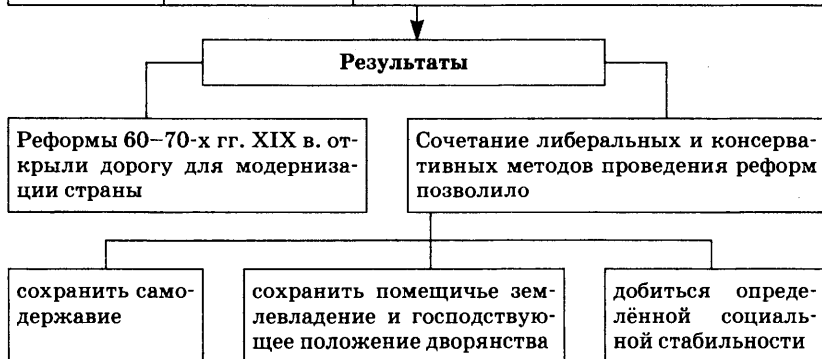 Результаты
Реформы 60–70-х гг. XIX в. от-
крыли дорогу для модерниза-
ции страны
Сочетание либеральных и консерва-
тивных методов проведения реформ
позволило
сохранить само-
державие
сохранить помещичье зем-
левладение и господствую-
щее положение дворянства
добиться опреде-
лённой социаль-
ной стабильности